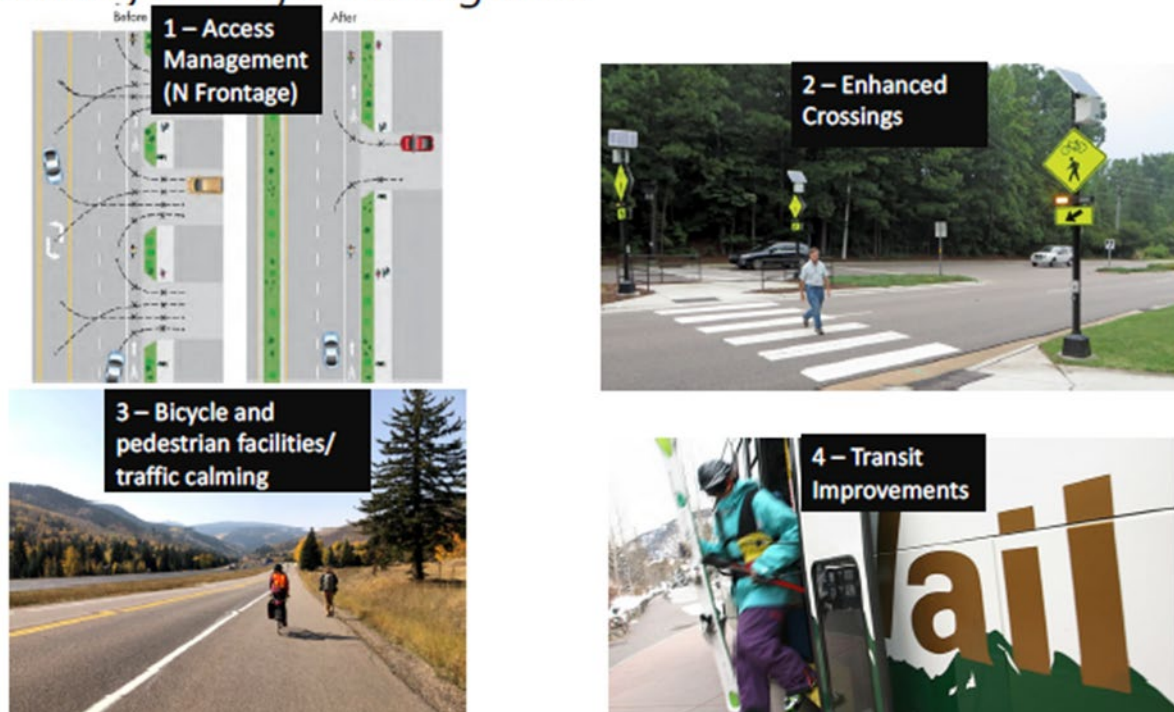 Before
After
1 – Access
Management
(N Frontage)
2 – Enhanced
Crossings
3 – Bicycle and
pedestrian facilities/
traffic calming
4 – Transit
Improvements
ail